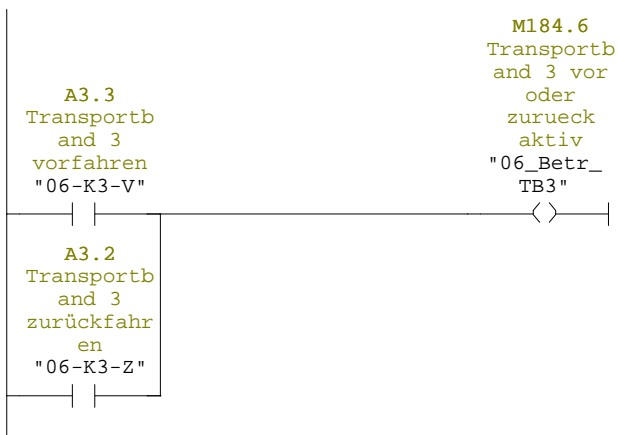 M184.6
Transportb
and 3 vor
oder
zurueck
aktiv
"06_Betr_
TB3"
A3.3
Transportb
and 3
vorfahren
"06-K3-V"
A3.2
Transportb
and 3
zurückfahr
en
"06-K3-Z"